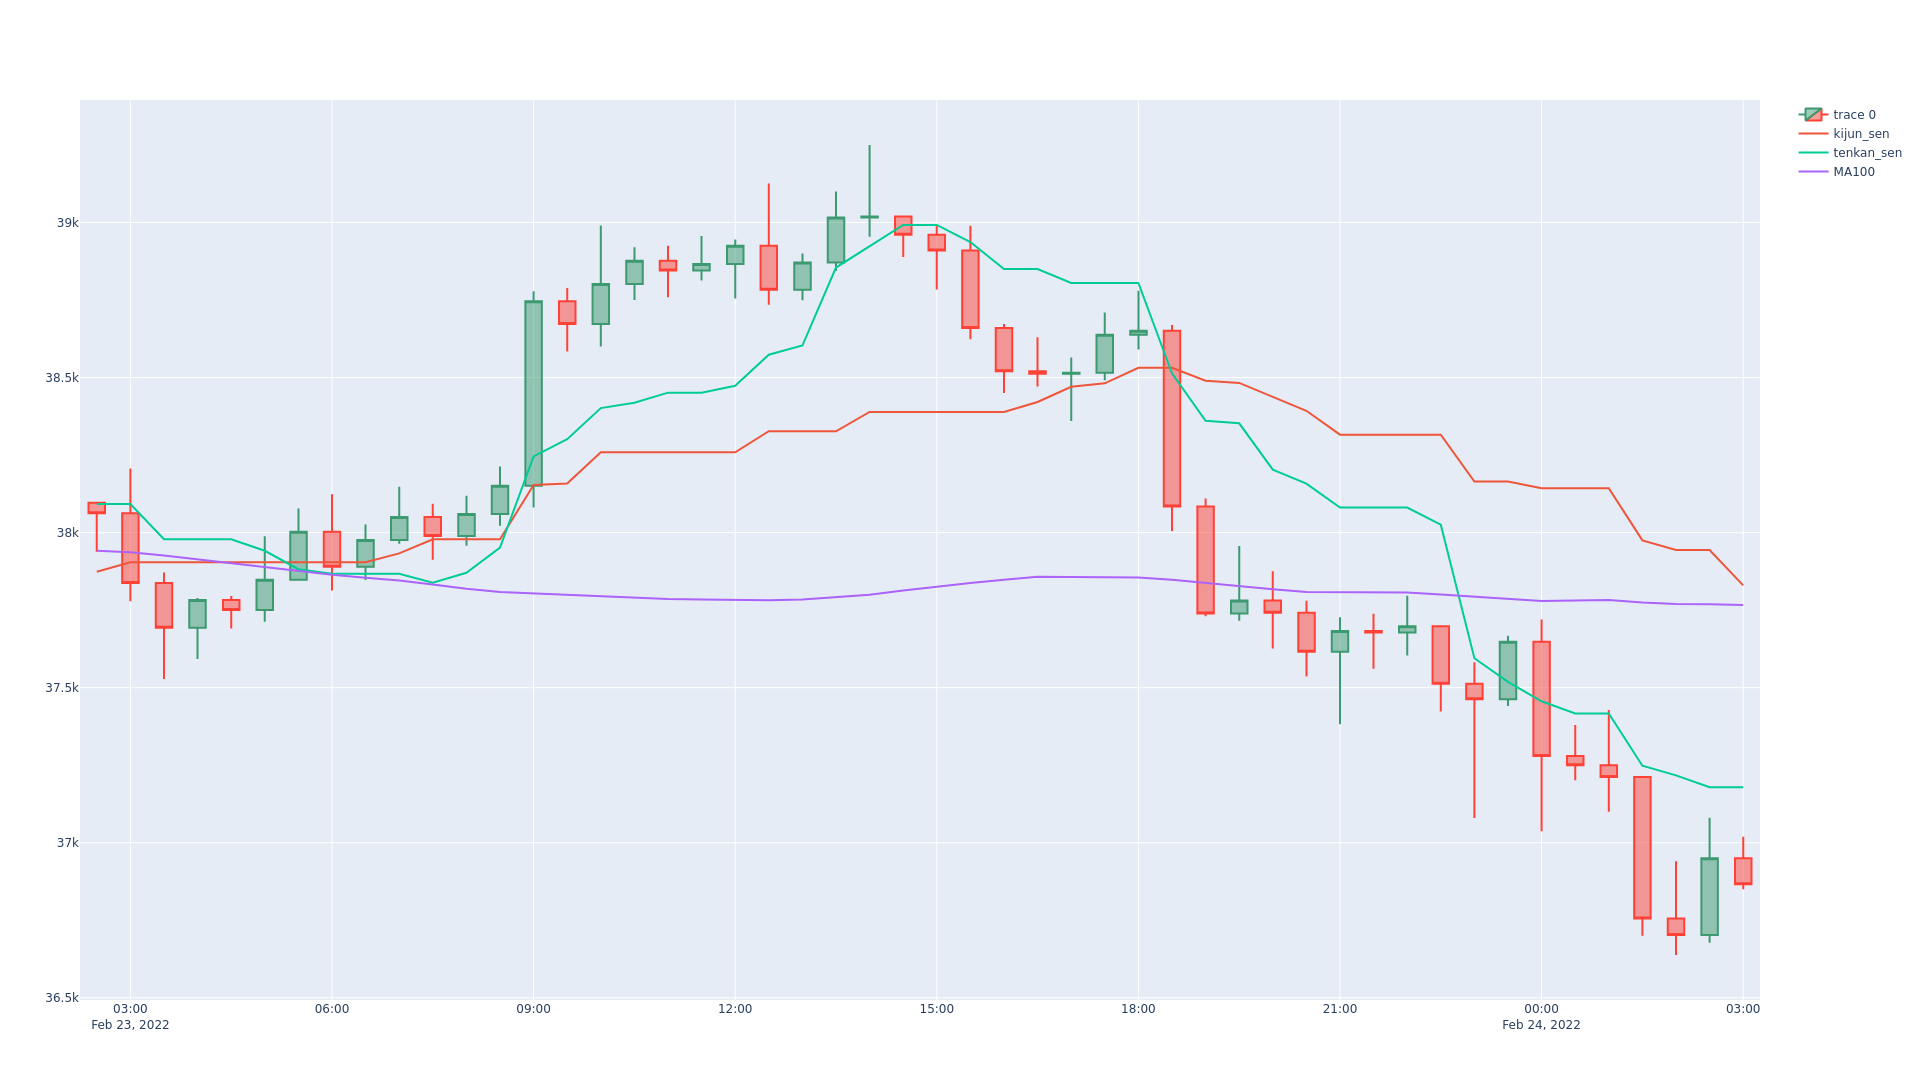 trace 0
kijun_sen
tenkan_sen
MA100
39k
38.5k
38k
37.5k
37k
36.5k
03:00 06:00 09:00 12:00 15:00 18:00 21:00 00:00 03:00
Feb 23, 2022 Feb 24, 2022